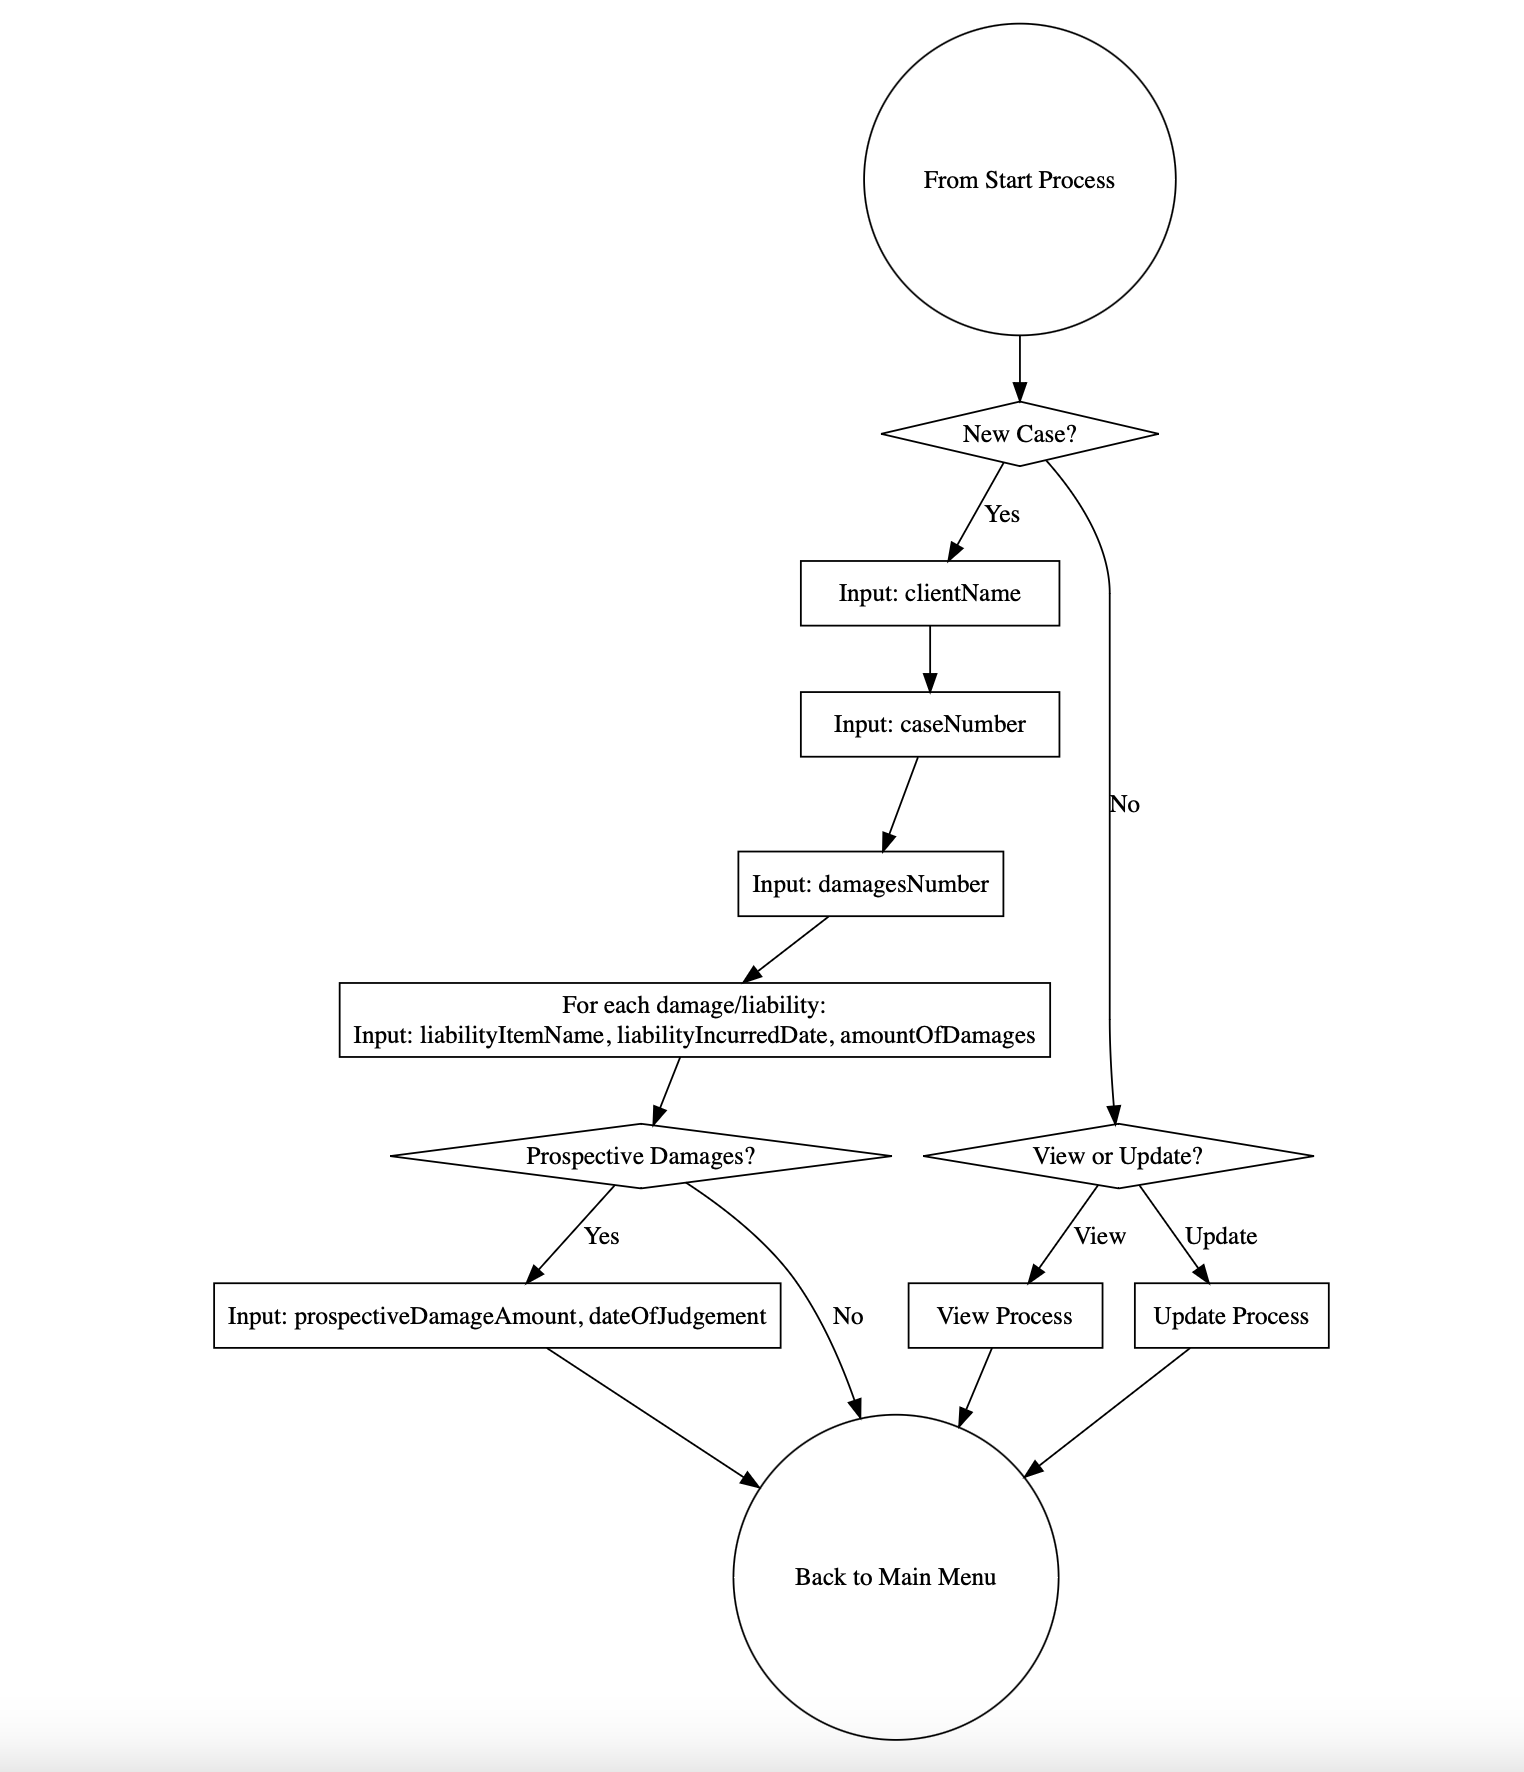 From Start Process
New Case?
Yes
Input: clientName
Input: caseNumber
No
Input: damagesNumber
For each damage/liability:
Input: liabilityItemName, liabilityIncurredDate, amountOfDamages
Prospective Damages?
View or Update?
Yes
View
Update
Input: prospectiveDamageAmount, dateOfJudgement
No
View Process
Update Process
Back to Main Menu